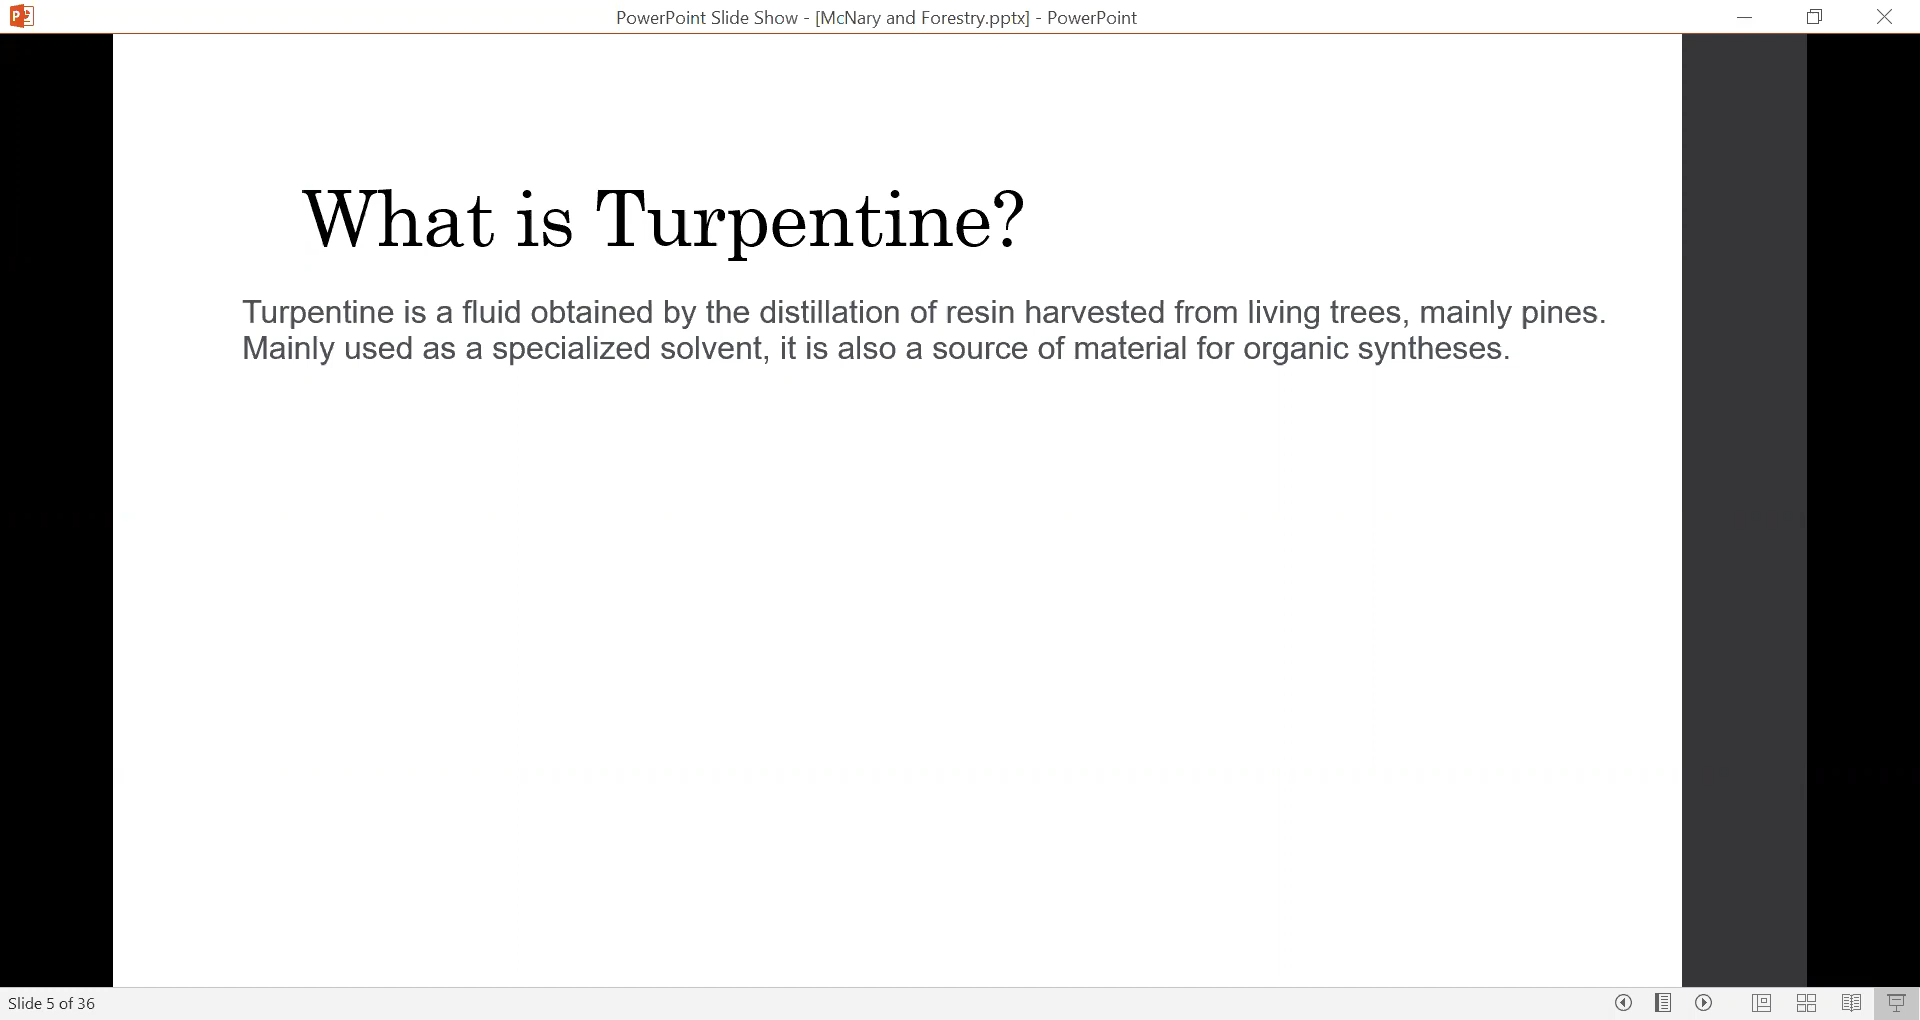 PowerPoint Slide Show - [McNary and Forestry.pptx] - PowerPoint
What is Turpentine?
Turpentine is a fluid obtained by the distillation of resin harvested from living trees, mainly pines.
Mainly used as a specialized solvent, it is also a source of material for organic syntheses.
Slide 5 of 36